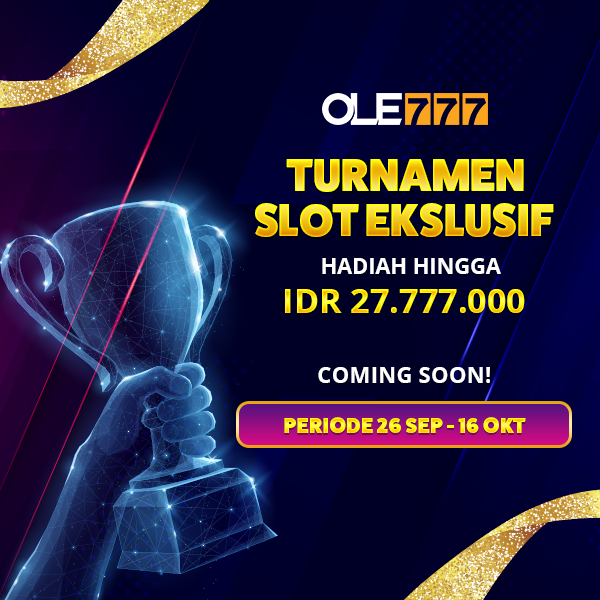 OLE777
TURNAMEN
SLOT EKSLUSIF
HADIAH HINGGA
IDR 27.777.000
COMING SOON!
PERIODE 26 SEP - 16 OKT